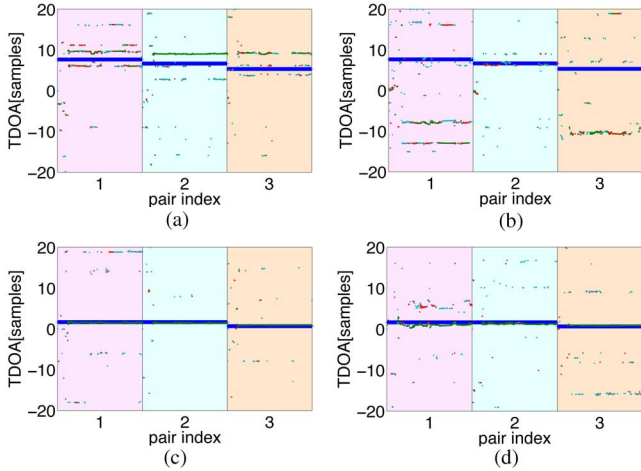 20
10
0
−10
−20
TDOA[samples]
1 2 3
pair index
(a)
20
10
0
−10
−20
TDOA[samples]
1 2 3
pair index
(b)
20
10
0
−10
−20
TDOA[samples]
1 2 3
pair index
(c)
20
10
0
−10
−20
TDOA[samples]
1 2 3
pair index
(d)